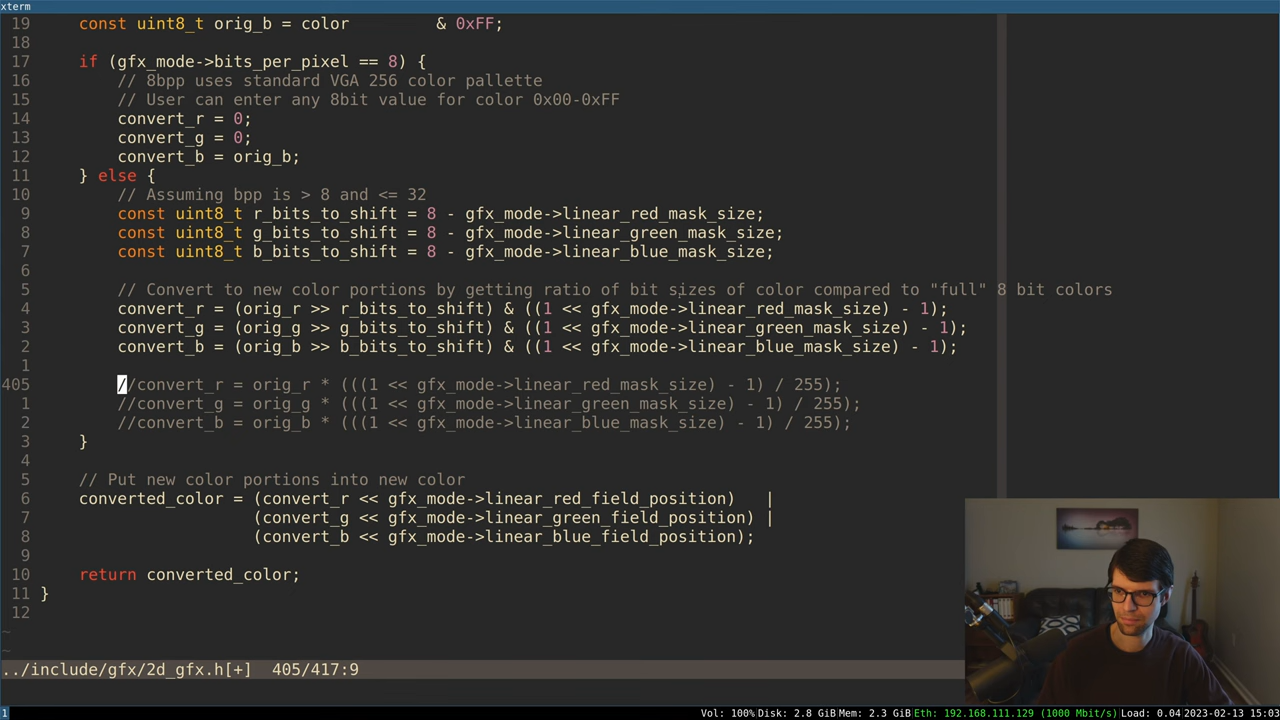 xterm
19     const uint8_t orig_b = color         & 0xFF;
18
17     if (gfx_mode->bits_per_pixel == 8) {
16         // 8bpp uses standard VGA 256 color pallette
15         // User can enter any 8bit value for color 0x00-0xFF
14         convert_r = 0;
13         convert_g = 0;
12         convert_b = orig_b;
11     } else {
10         // Assuming bpp is > 8 and <= 32
9         const uint8_t r_bits_to_shift = 8 - gfx_mode->linear_red_mask_size;
8         const uint8_t g_bits_to_shift = 8 - gfx_mode->linear_green_mask_size;
7         const uint8_t b_bits_to_shift = 8 - gfx_mode->linear_blue_mask_size;
6
5         // Convert to new color portions by getting ratio of bit sizes of color compared to "full" 8 bit colors
4         convert_r = (orig_r >> r_bits_to_shift) & ((1 << gfx_mode->linear_red_mask_size) - 1);
3         convert_g = (orig_g >> g_bits_to_shift) & ((1 << gfx_mode->linear_green_mask_size) - 1);
2         convert_b = (orig_b >> b_bits_to_shift) & ((1 << gfx_mode->linear_blue_mask_size) - 1);
1
405         //convert_r = orig_r * (((1 << gfx_mode->linear_red_mask_size) - 1) / 255);
1         //convert_g = orig_g * (((1 << gfx_mode->linear_green_mask_size) - 1) / 255);
2         //convert_b = orig_b * (((1 << gfx_mode->linear_blue_mask_size) - 1) / 255);
3     }
4
5     // Put new color portions into new color
6     converted_color = (convert_r << gfx_mode->linear_red_field_position)   |
7                       (convert_g << gfx_mode->linear_green_field_position) |
8                       (convert_b << gfx_mode->linear_blue_field_position);
9
10     return converted_color;
11 }
12
~
~
../include/gfx/2d_gfx.h[+]  405/417:9
1 Vol: 100% Disk: 2.8 GiB Mem: 2.3 GiB Eth: 192.168.111.129 (1000 Mbit/s) Load: 0.04 2023-02-13 15:03